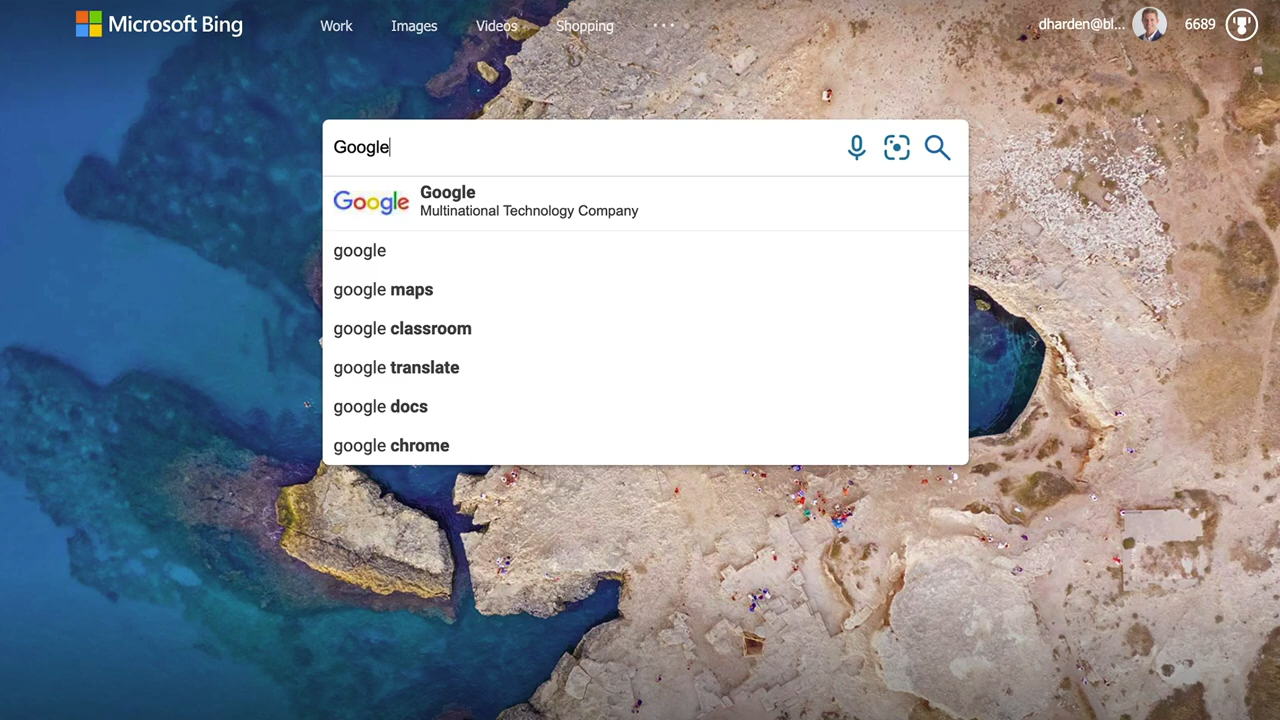 Microsoft Bing
Work Images Videos Shopping ...
dharden@bl... 6689
Google
Google
Google
Multinational Technology Company
google
google maps
google classroom
google translate
google docs
google chrome